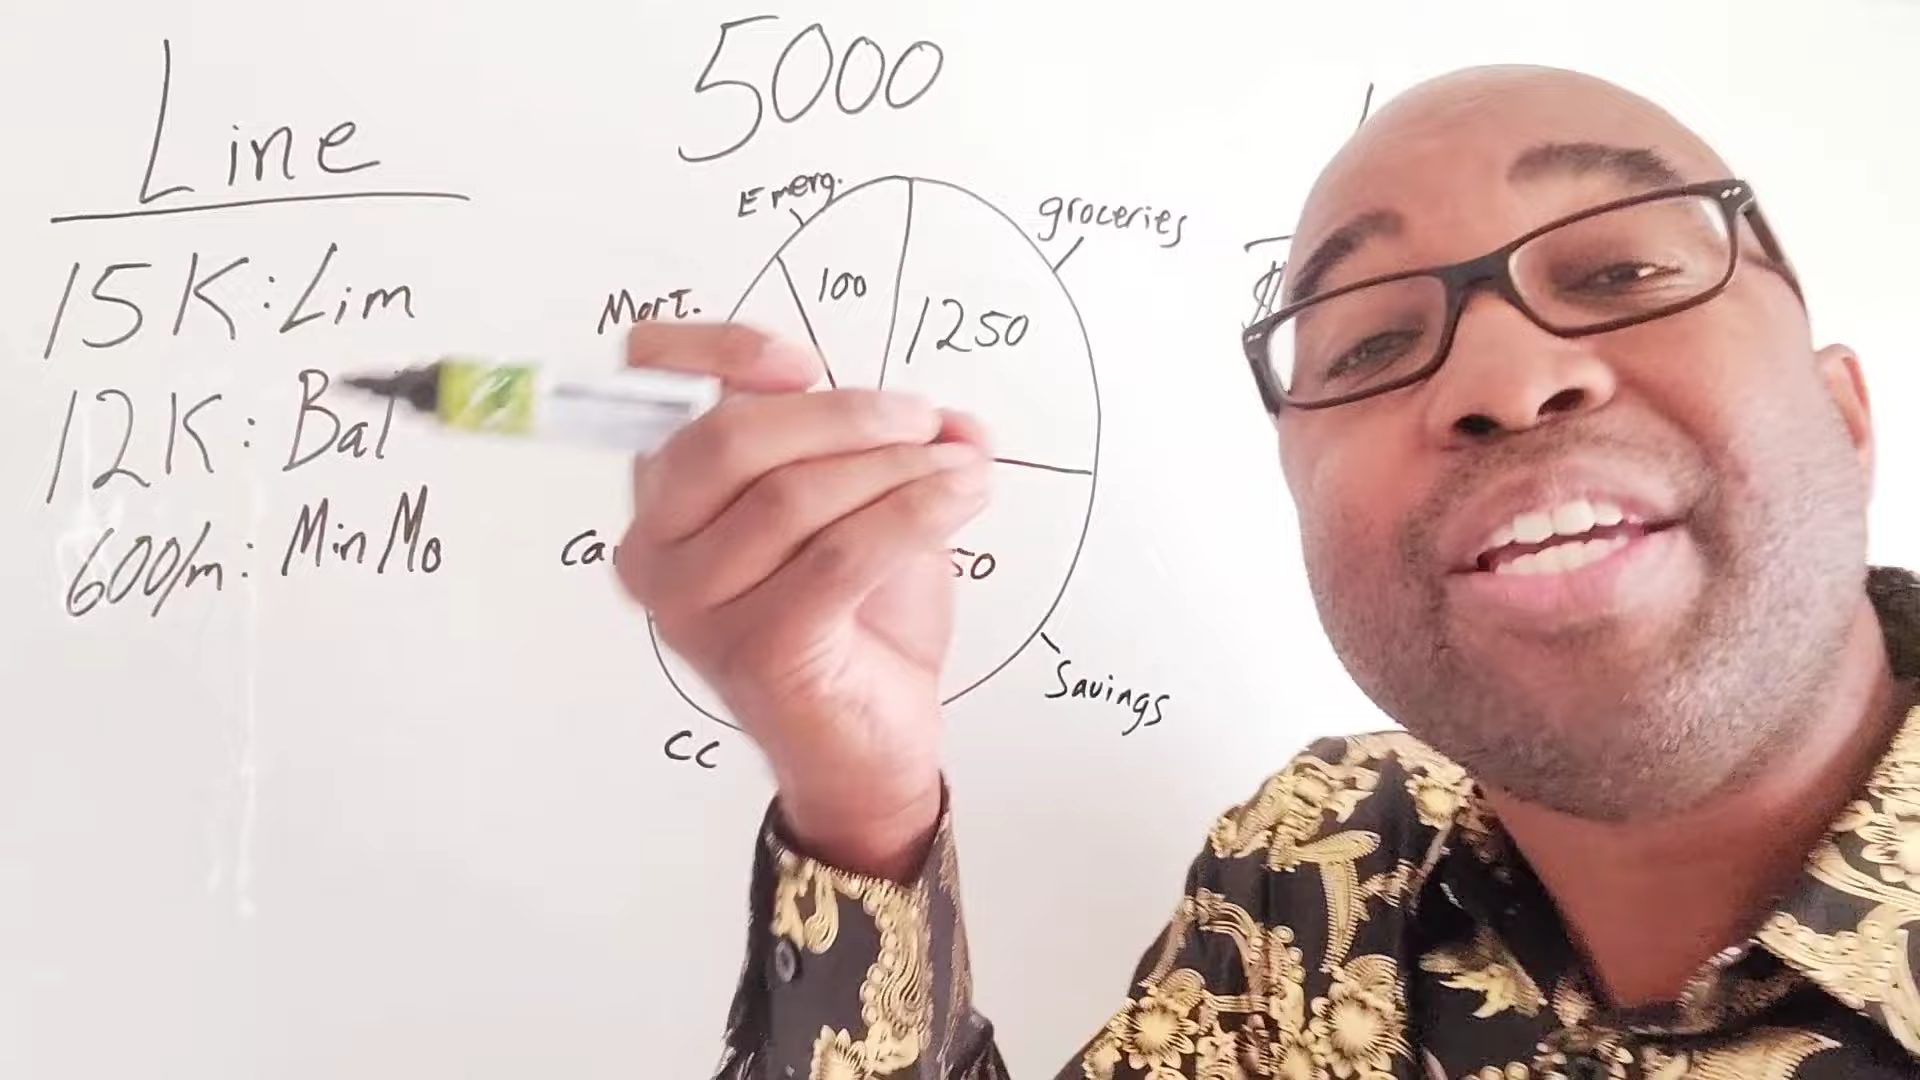 Line
15K: Lim
12K: Bal
600/m: Min Mo
5000
Emerg.
groceries
100
1250
Mort.
Savings
CC